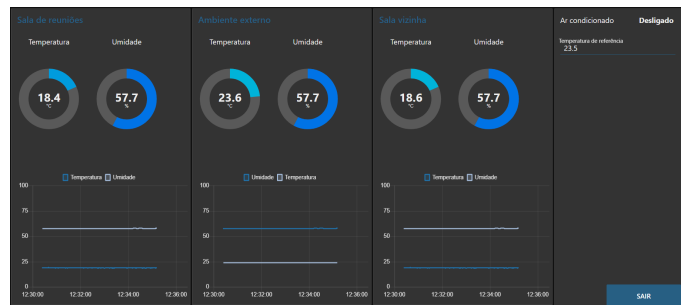 Sala de reuniões
Temperatura Umidade
18.4
°C
57.7
%
Temperatura Umidade
100
75
50
25
0
12:30:00 12:32:00 12:34:00 12:36:00
Ambiente externo
Temperatura Umidade
23.6
°C
57.7
%
Umidade Temperatura
100
75
50
25
0
12:30:00 12:32:00 12:34:00 12:36:00
Sala vizinha
Temperatura Umidade
18.6
°C
57.7
%
Temperatura Umidade
100
75
50
25
0
12:30:00 12:32:00 12:34:00 12:36:00
Ar condicionado Desligado
Temperatura de referência
23.5
SAIR